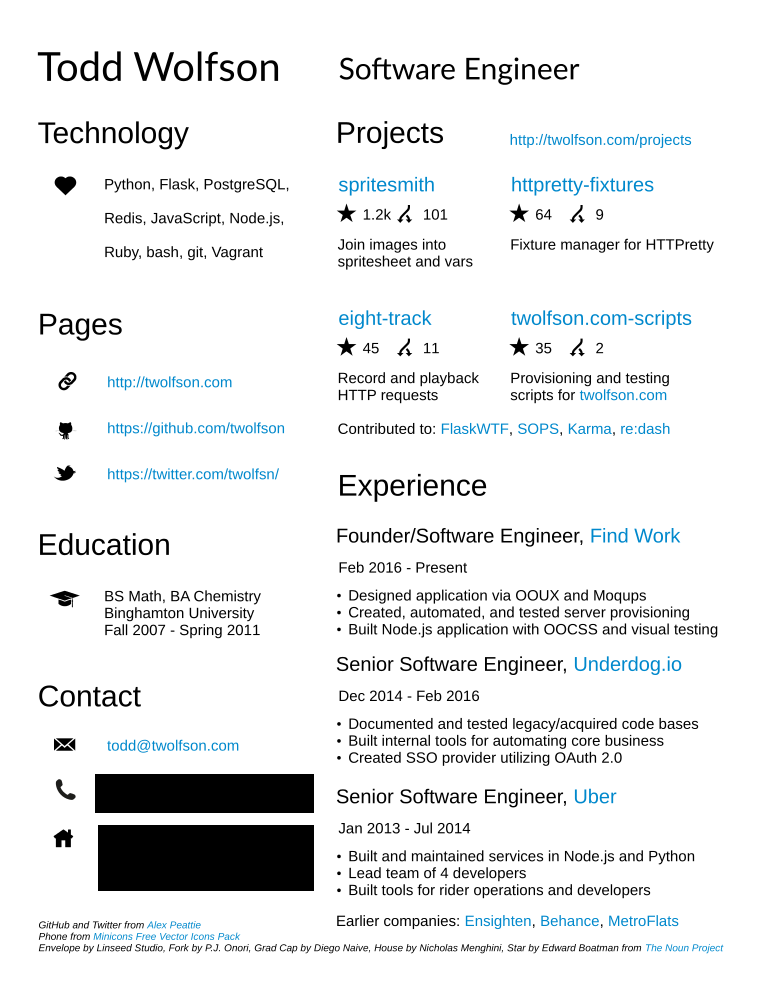 Todd Wolfson
Software Engineer
Technology
Python, Flask, PostgreSQL,
Redis, JavaScript, Node.js,
Ruby, bash, git, Vagrant
Pages
http://twolfson.com
https://github.com/twolfson
https://twitter.com/twolfsn/
Education
BS Math, BA Chemistry
Binghamton University
Fall 2007 - Spring 2011
Contact
todd@twolfson.com
Projects
http://twolfson.com/projects
spritesmith
1.2k 101
Join images into
spritesheet and vars
httpretty-fixtures
64 9
Fixture manager for HTTPretty
eight-track
45 11
Record and playback
HTTP requests
twolfson.com-scripts
35 2
Provisioning and testing
scripts for twolfson.com
Contributed to: FlaskWTF, SOPS, Karma, re:dash
Experience
Founder/Software Engineer, Find Work
Feb 2016 - Present
• Designed application via OOUX and Moqups
• Created, automated, and tested server provisioning
• Built Node.js application with OOCSS and visual testing
Senior Software Engineer, Underdog.io
Dec 2014 - Feb 2016
• Documented and tested legacy/acquired code bases
• Built internal tools for automating core business
• Created SSO provider utilizing OAuth 2.0
Senior Software Engineer, Uber
Jan 2013 - Jul 2014
• Built and maintained services in Node.js and Python
• Lead team of 4 developers
• Built tools for rider operations and developers
Earlier companies: Ensighten, Behance, MetroFlats
GitHub and Twitter from Alex Peattie
Phone from Minicons Free Vector Icons Pack
Envelope by Linseed Studio, Fork by P.J. Onori, Grad Cap by Diego Naive, House by Nicholas Menghini, Star by Edward Boatman from The Noun Project